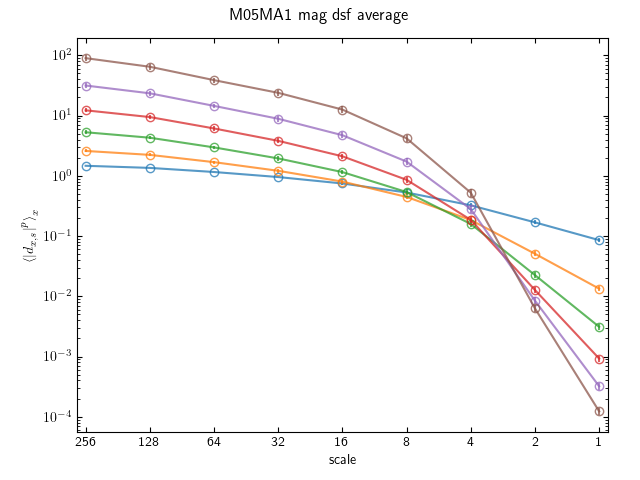 M05MA1 mag dsf average
⟨|d_{x,s}|^p⟩_x
10^2
10^1
10^0
10^{-1}
10^{-2}
10^{-3}
10^{-4}
256 128 64 32 16 8 4 2 1
scale